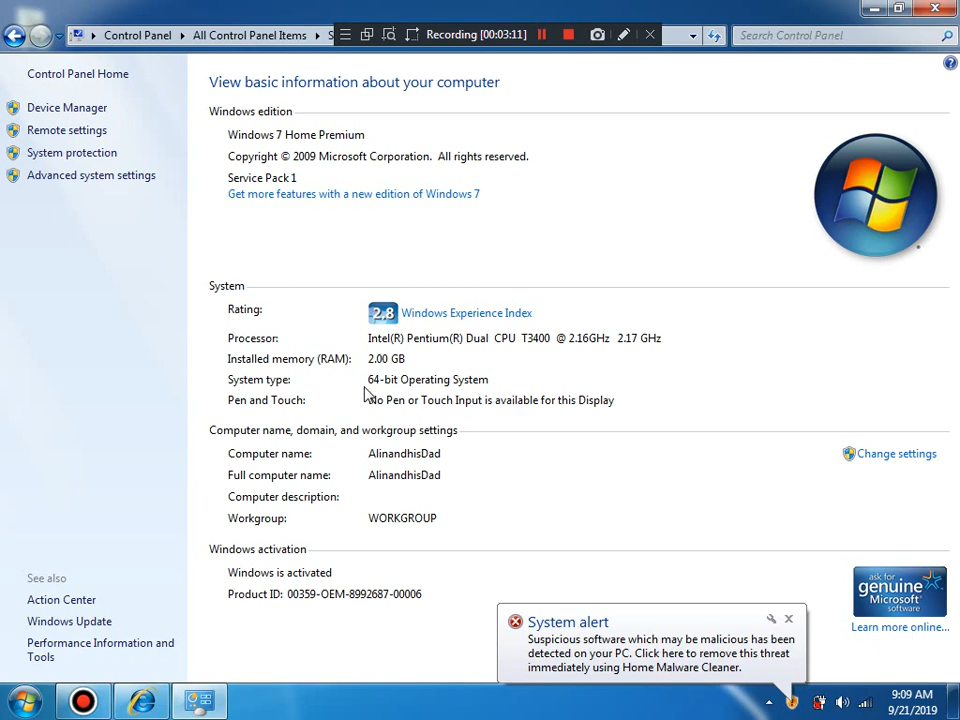 Control Panel
All Control Panel Items
S
Recording [00:03:11]
Search Control Panel
Control Panel Home
Device Manager
Remote settings
System protection
Advanced system settings
View basic information about your computer
Windows edition
Windows 7 Home Premium
Copyright © 2009 Microsoft Corporation. All rights reserved.
Service Pack 1
Get more features with a new edition of Windows 7
System
Rating:
2.8 Windows Experience Index
Processor:
Intel(R) Pentium(R) Dual CPU T3400 @ 2.16GHz 2.17 GHz
Installed memory (RAM):
2.00 GB
System type:
64-bit Operating System
Pen and Touch:
No Pen or Touch Input is available for this Display
Computer name, domain, and workgroup settings
Computer name:
AlinandhisDad
Change settings
Full computer name:
AlinandhisDad
Computer description:
Workgroup:
WORKGROUP
Windows activation
Windows is activated
Product ID: 00359-OEM-8992687-00006
ask for
genuine
Microsoft
software
Learn more online...
See also
Action Center
Windows Update
Performance Information and
Tools
System alert
Suspicious software which may be malicious has been
detected on your PC. Click here to remove this threat
immediately using Home Malware Cleaner.
9:09 AM
9/21/2019